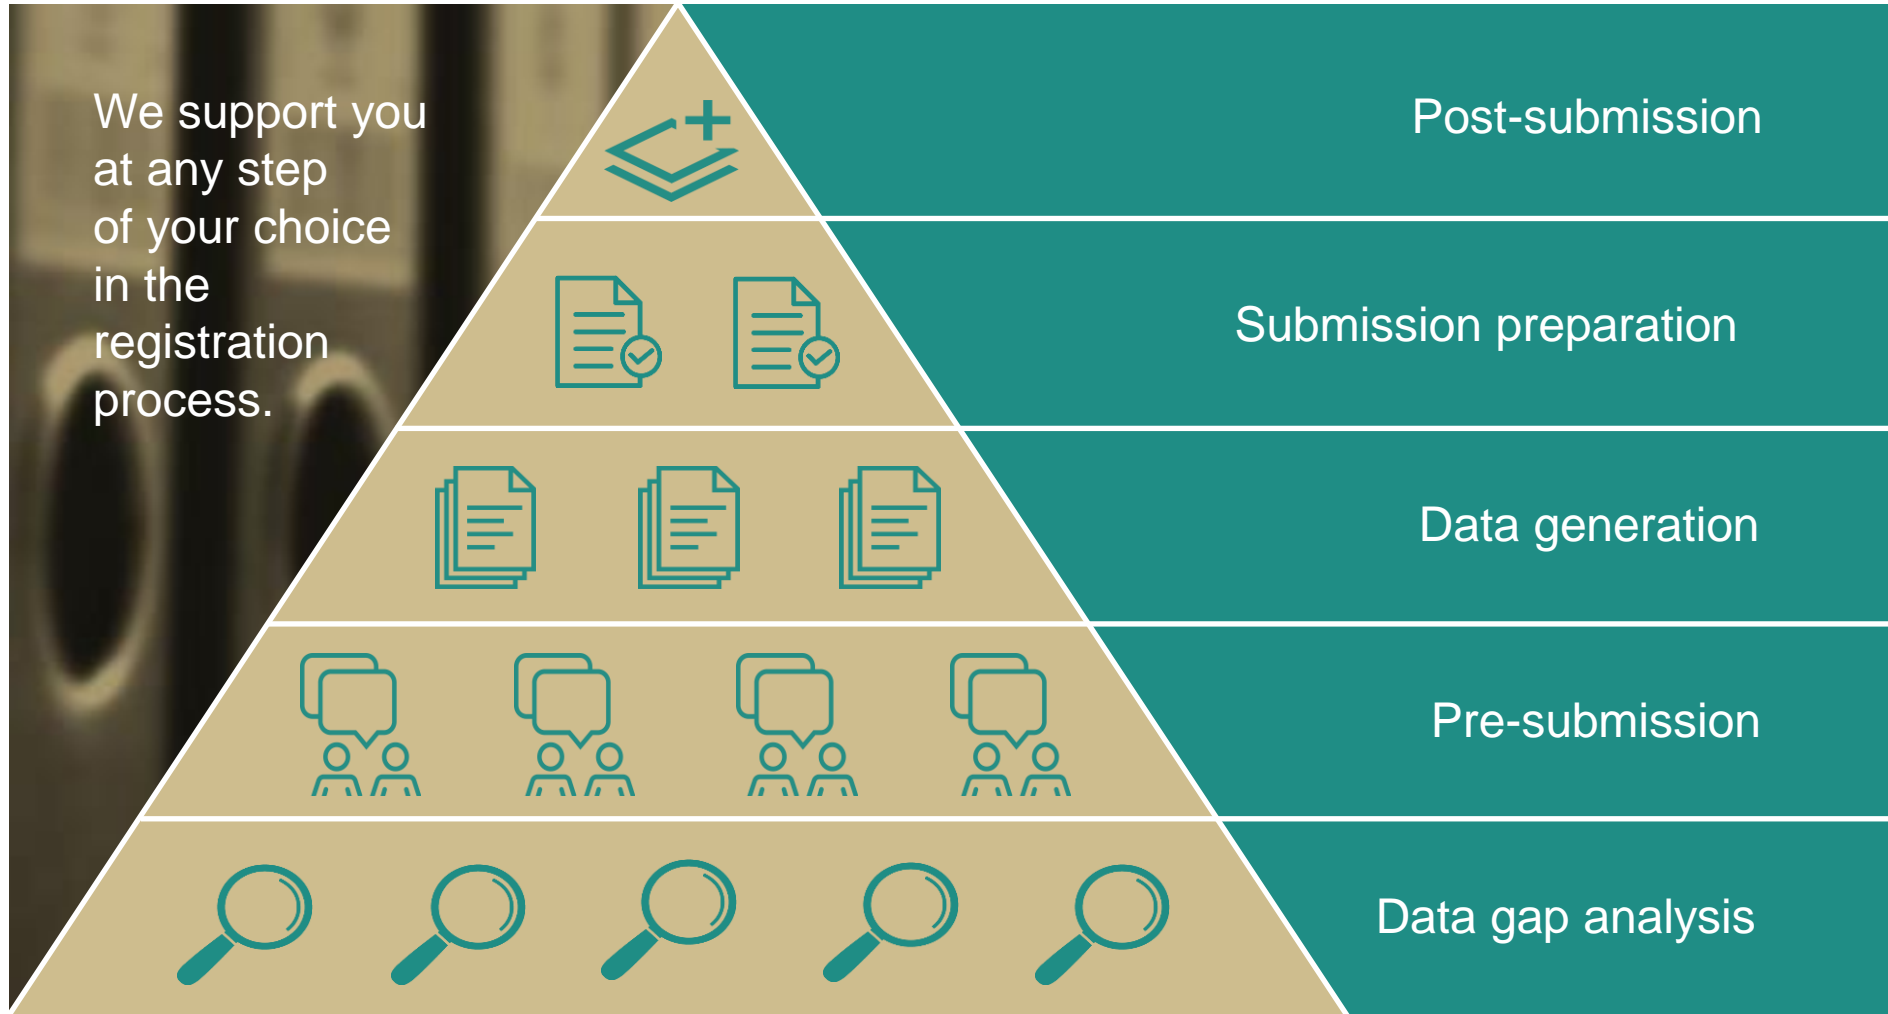 We support you
at any step
of your choice
in the
registration
process.
Post-submission
Submission preparation
Data generation
Pre-submission
Data gap analysis